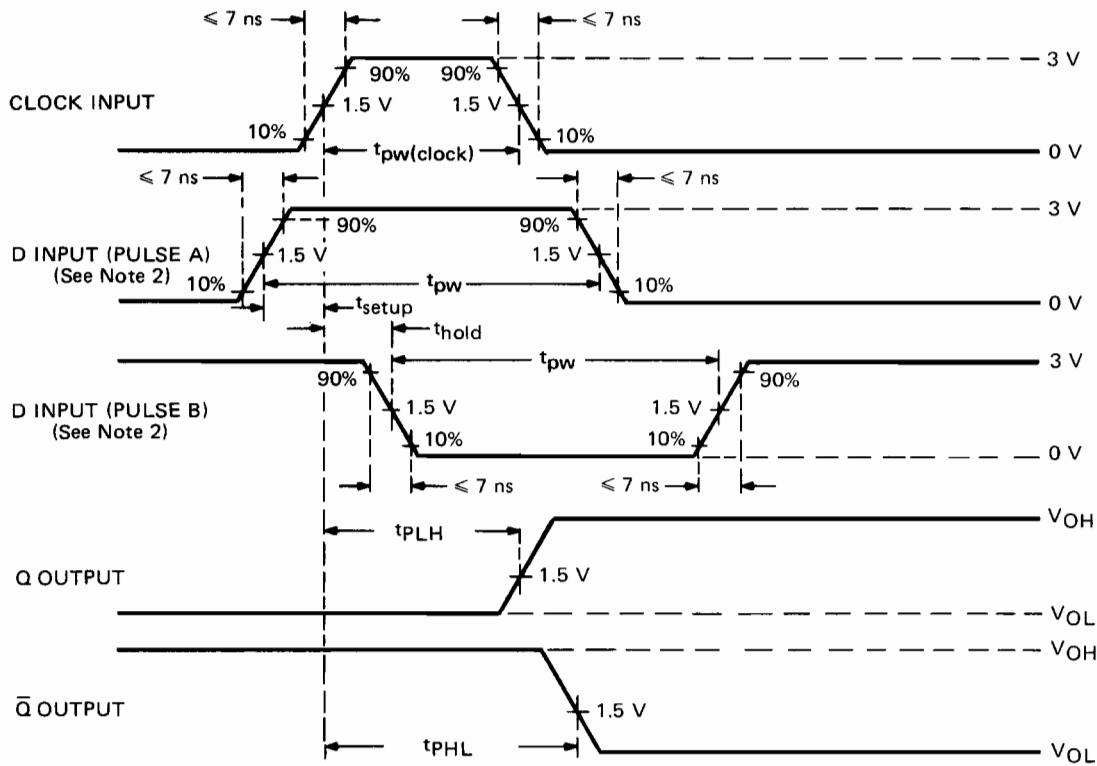 ⩽ 7 ns ⩽ 7 ns
3 V
90% 90%
CLOCK INPUT 1.5 V 1.5 V
10% 10%
tpw(clock) 0 V
⩽ 7 ns ⩽ 7 ns
3 V
90% 90%
D INPUT (PULSE A) 1.5 V 1.5 V
(See Note 2)
10% tpw 10%
0 V
tsetup
thold
tpw 3 V
90% 90%
D INPUT (PULSE B) 1.5 V 1.5 V
(See Note 2)
10% 10%
0 V
⩽ 7 ns ⩽ 7 ns
VOH
tPLH
Q OUTPUT 1.5 V
VOL
VOH
Q̅ OUTPUT 1.5 V
tPHL VOL